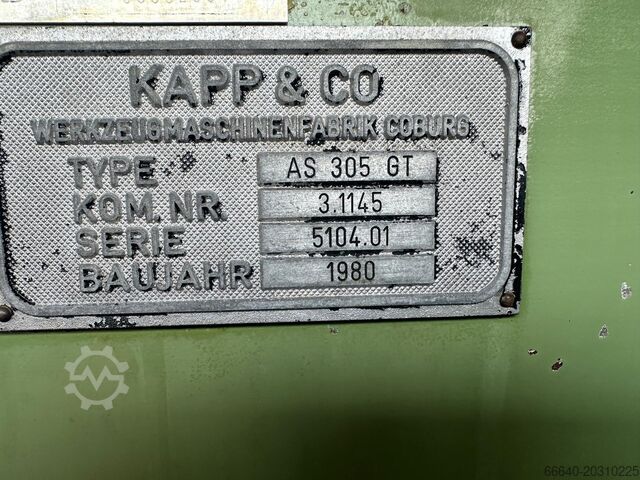 KAPP & CO
WERKZEUGMASCHINENFABRIK COBURG
TYPE AS 305 GT
KOM. NR. 3.1145
SERIE 5104.01
BAUJAHR 1980
66640-20310225